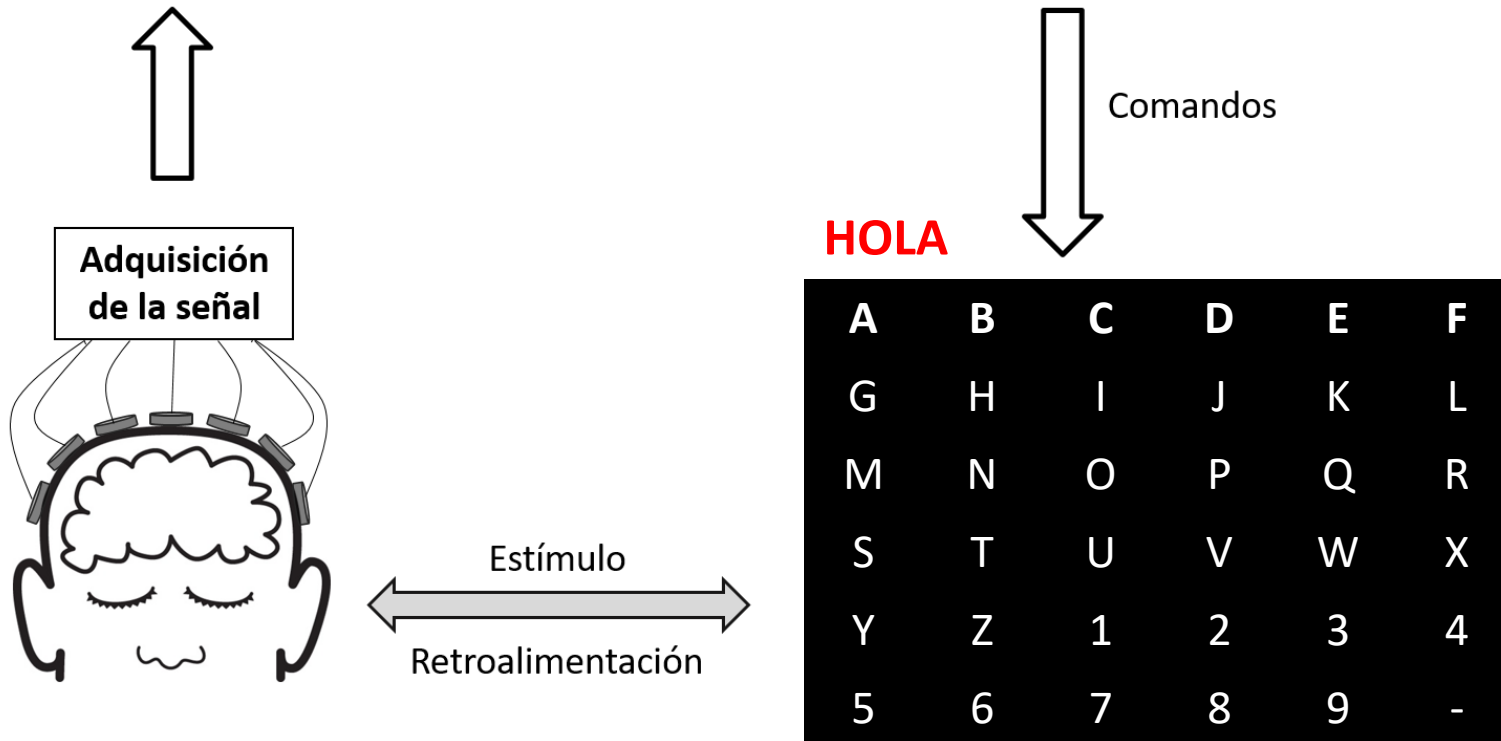 Comandos
HOLA
Adquisición
de la señal
A B C D E F
G H I J K L
M N O P Q R
S T U V W X
Y Z 1 2 3 4
5 6 7 8 9 -
Estímulo
Retroalimentación